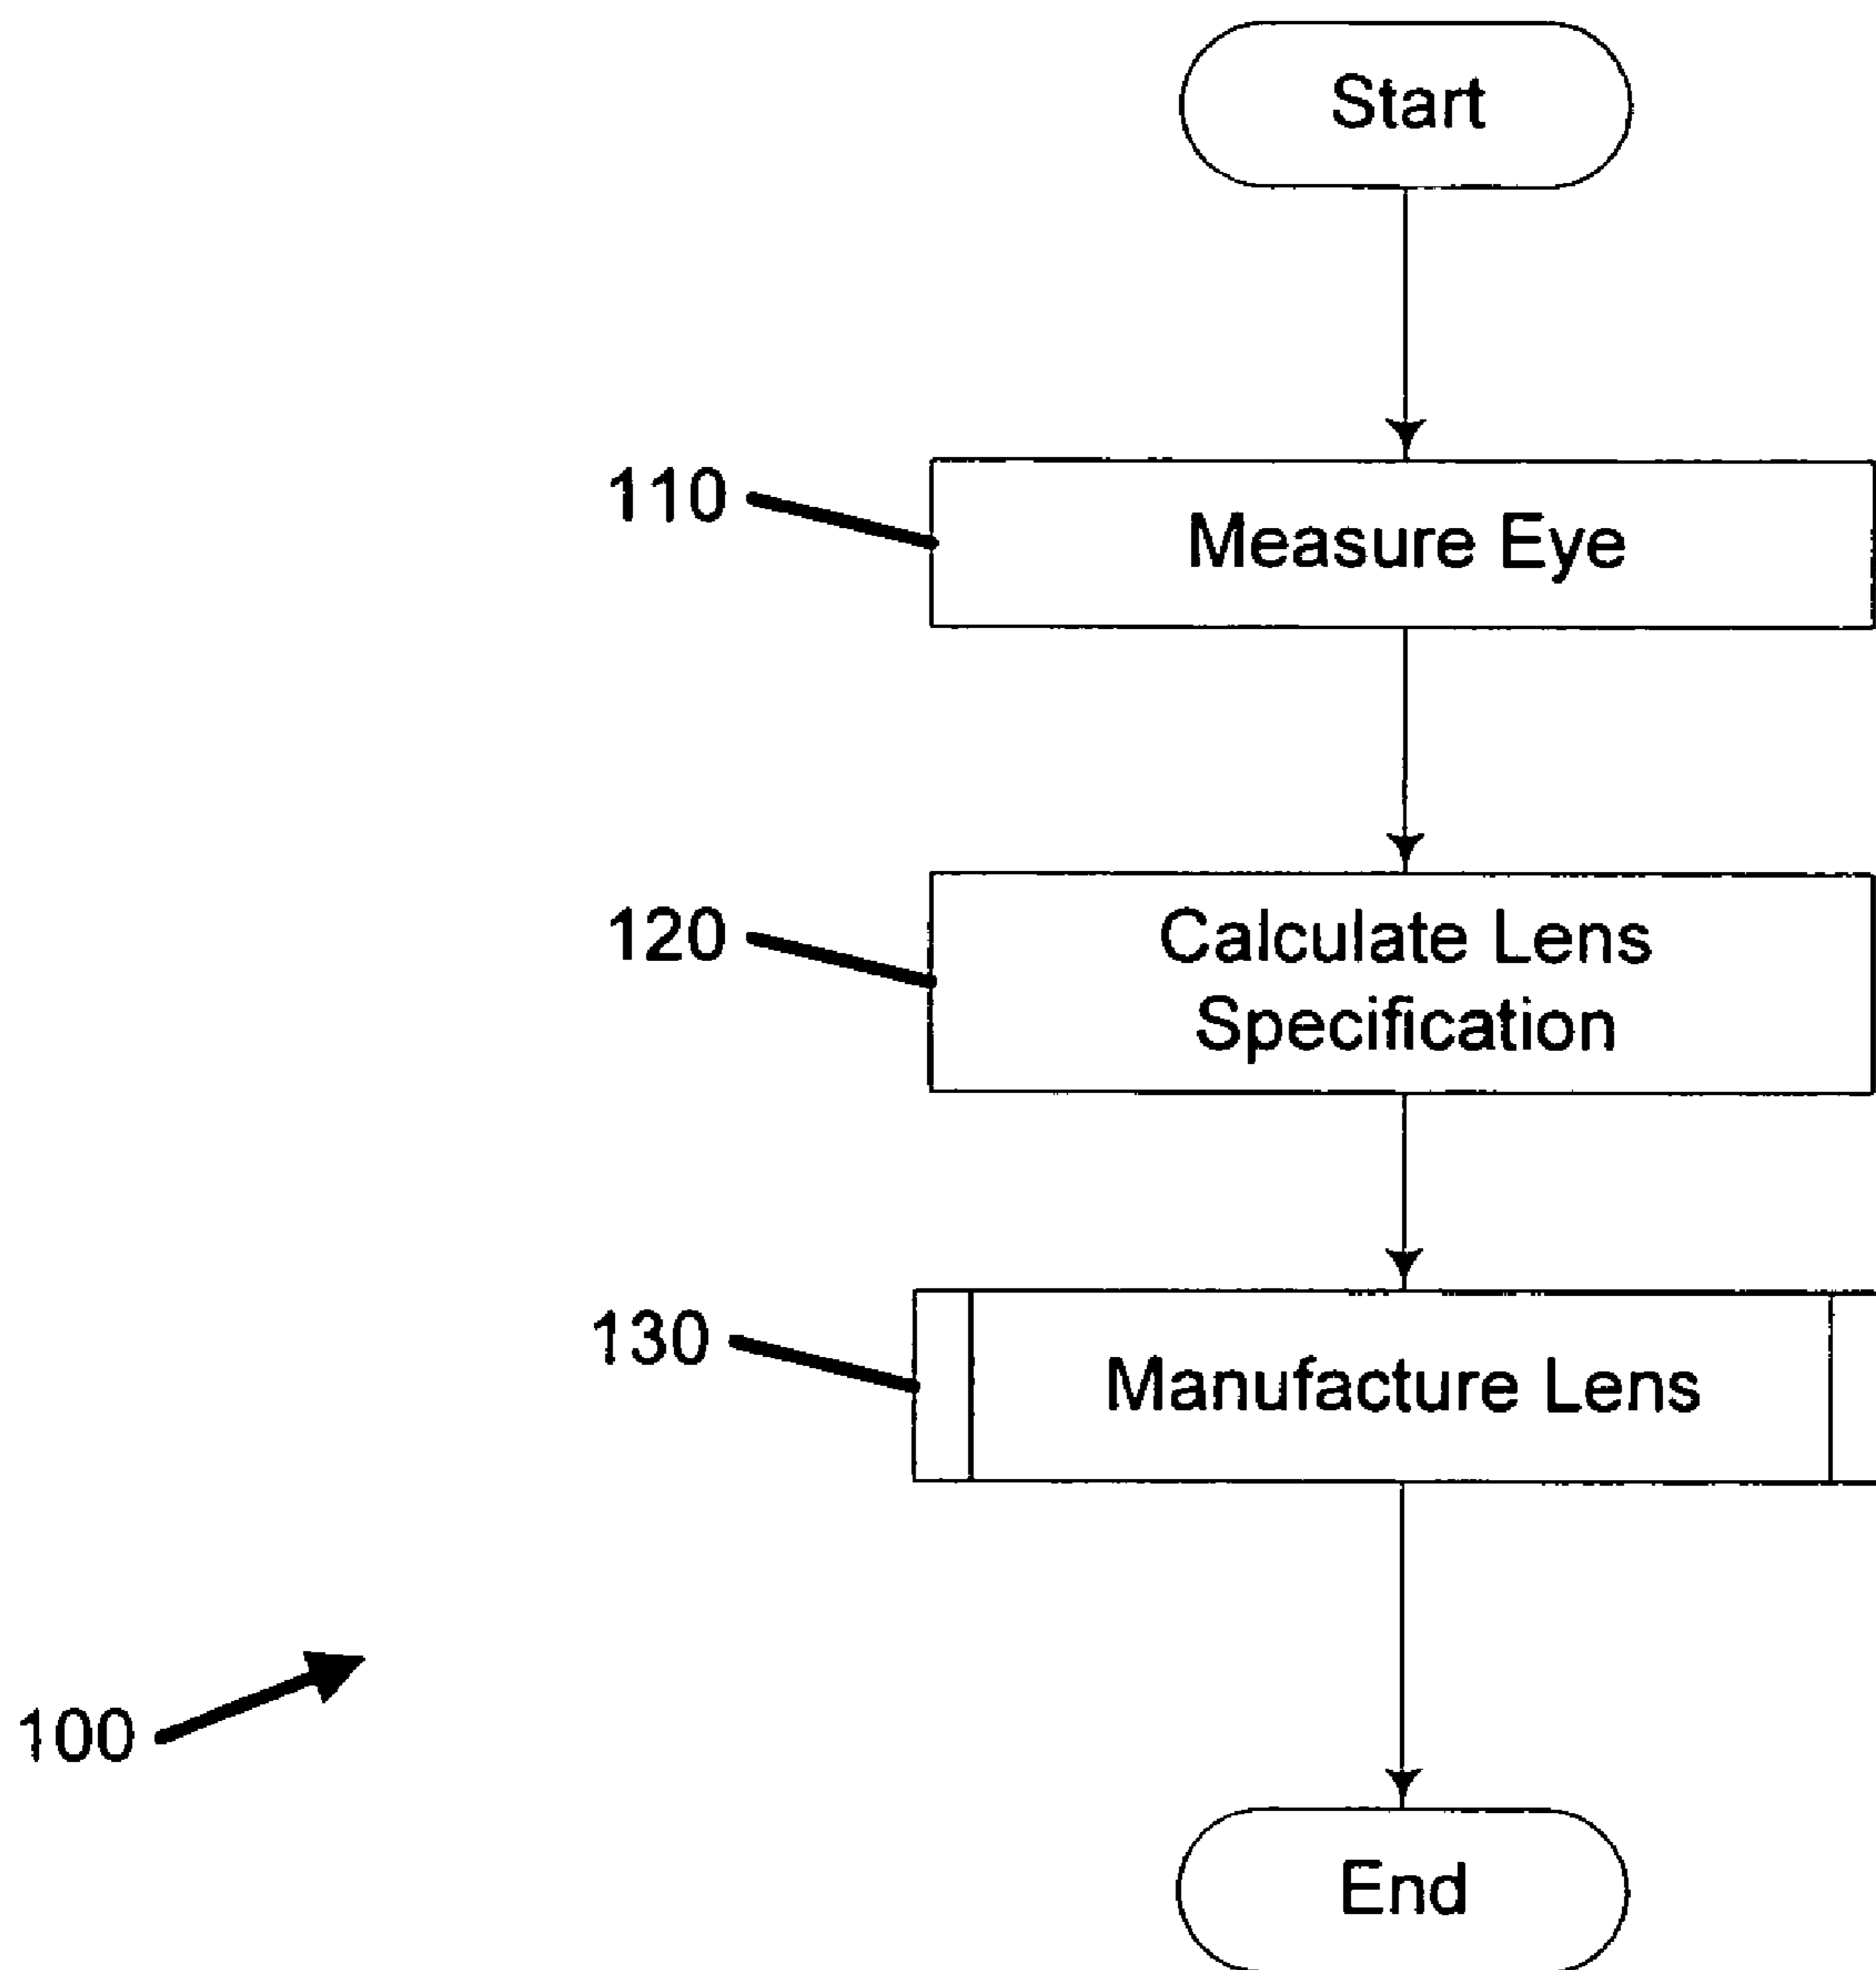 Start
110
Measure Eye
120
Calculate Lens
Specification
130
Manufacture Lens
100
End